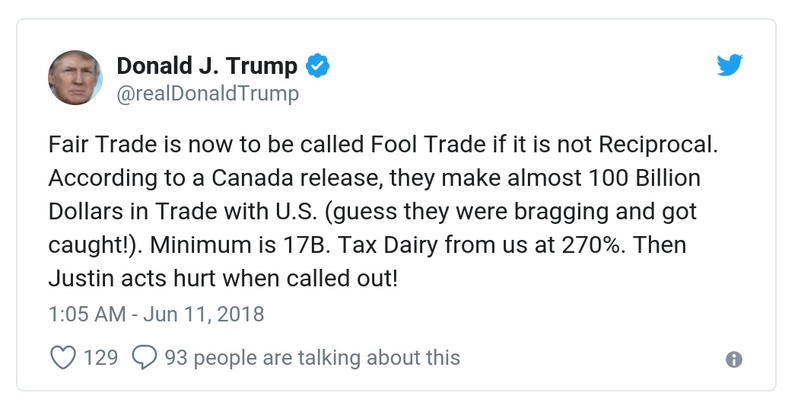 Donald J. Trump
@realDonaldTrump
Fair Trade is now to be called Fool Trade if it is not Reciprocal.
According to a Canada release, they make almost 100 Billion
Dollars in Trade with U.S. (guess they were bragging and got
caught!). Minimum is 17B. Tax Dairy from us at 270%. Then
Justin acts hurt when called out!
1:05 AM - Jun 11, 2018
129 93 people are talking about this